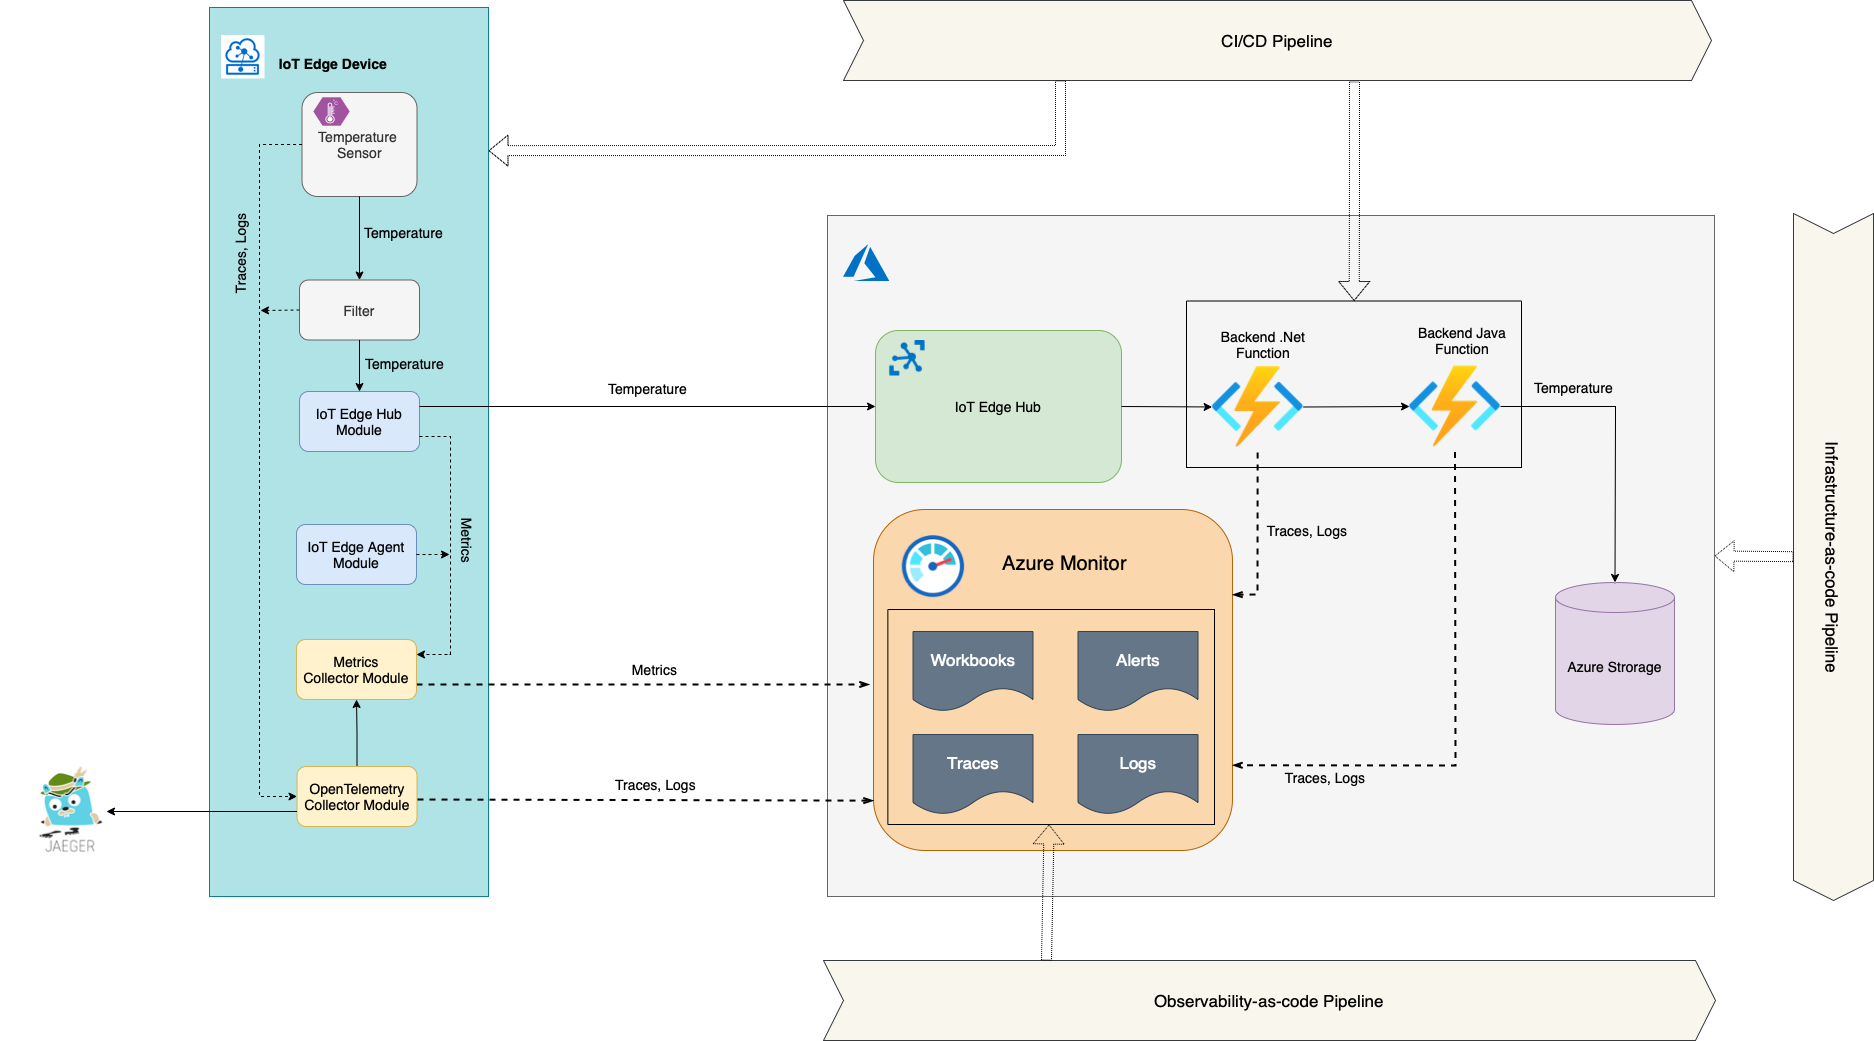 CI/CD Pipeline
IoT Edge Device
Temperature
Sensor
Traces, Logs
Temperature
Filter
Temperature
IoT Edge Hub
Module
Temperature
IoT Edge Hub
Backend .Net
Function
Backend Java
Function
Temperature
Metrics
IoT Edge Agent
Module
Traces, Logs
Azure Monitor
Infrastructure-as-code Pipeline
Metrics
Collector Module
Metrics
Workbooks
Alerts
Azure Strorage
OpenTelemetry
Collector Module
Traces, Logs
Traces
Logs
Traces, Logs
JAEGER
Observability-as-code Pipeline